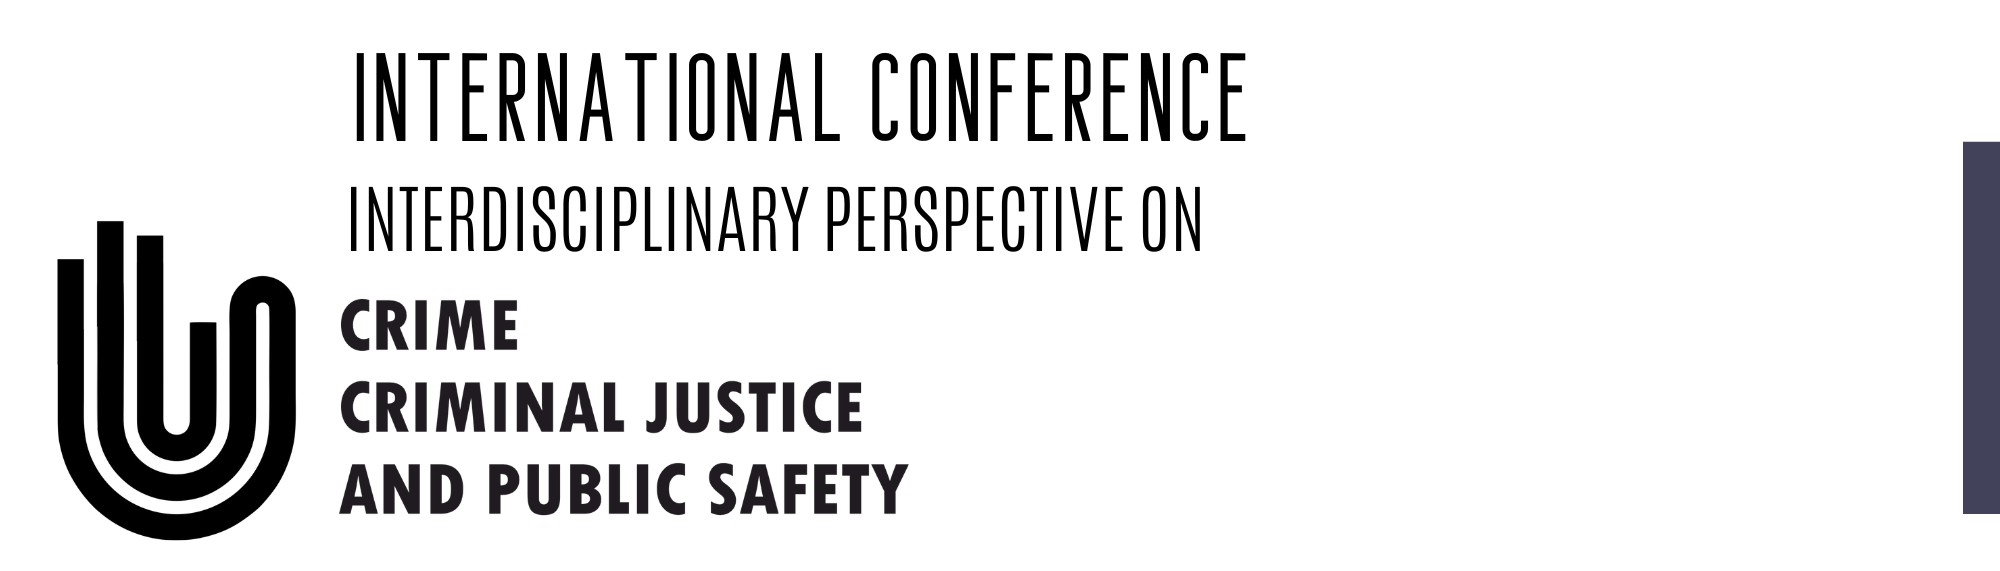 INTERNATIONAL CONFERENCE
INTERDISCIPLINARY PERSPECTIVE ON
CRIME
CRIMINAL JUSTICE
AND PUBLIC SAFETY